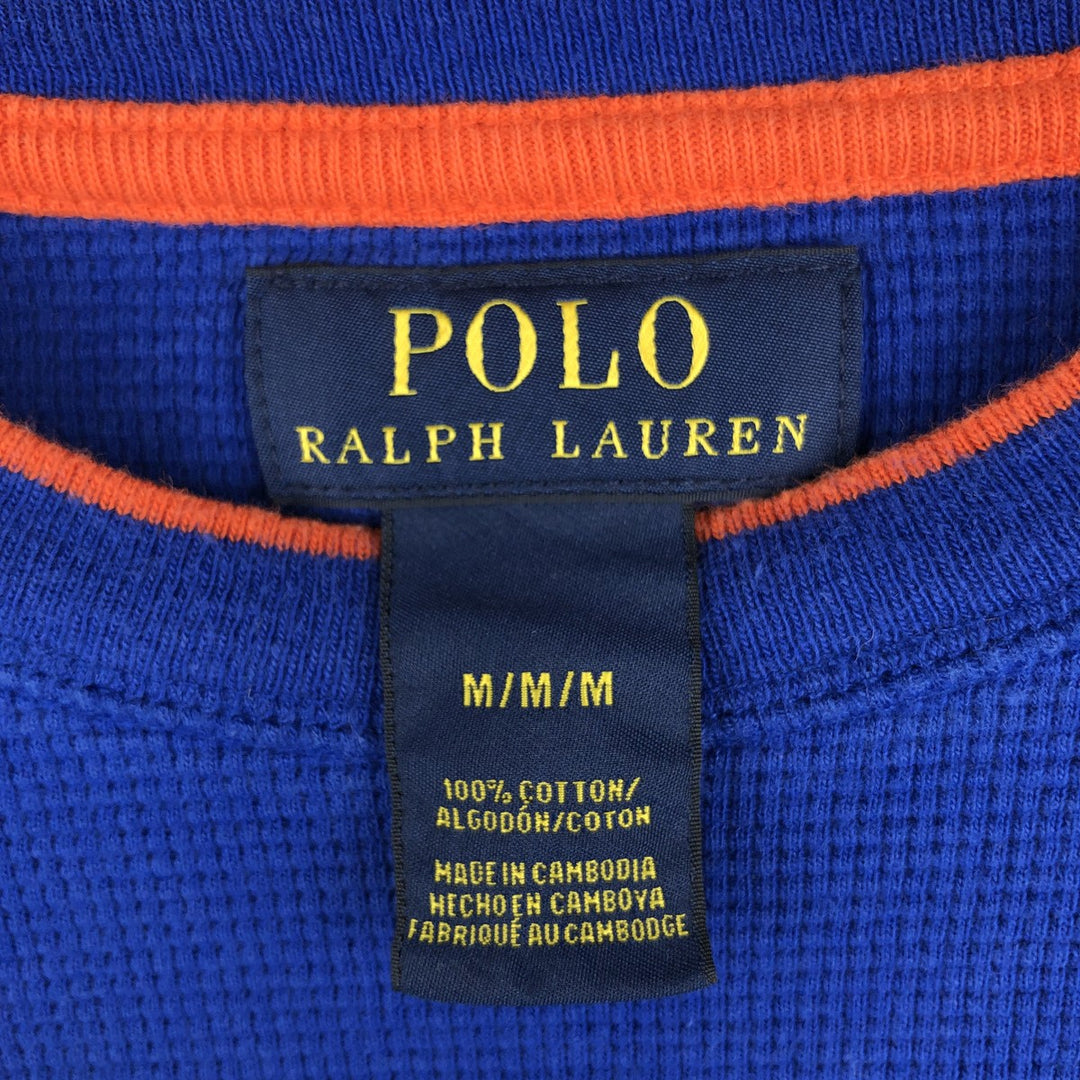 POLO
RALPH LAUREN
M/M/M
100% COTTON/
ALGODÓN/COTON
MADE IN CAMBODIA
HECHO EN CAMBOYA
FABRIQUÉ AU CAMBODGE